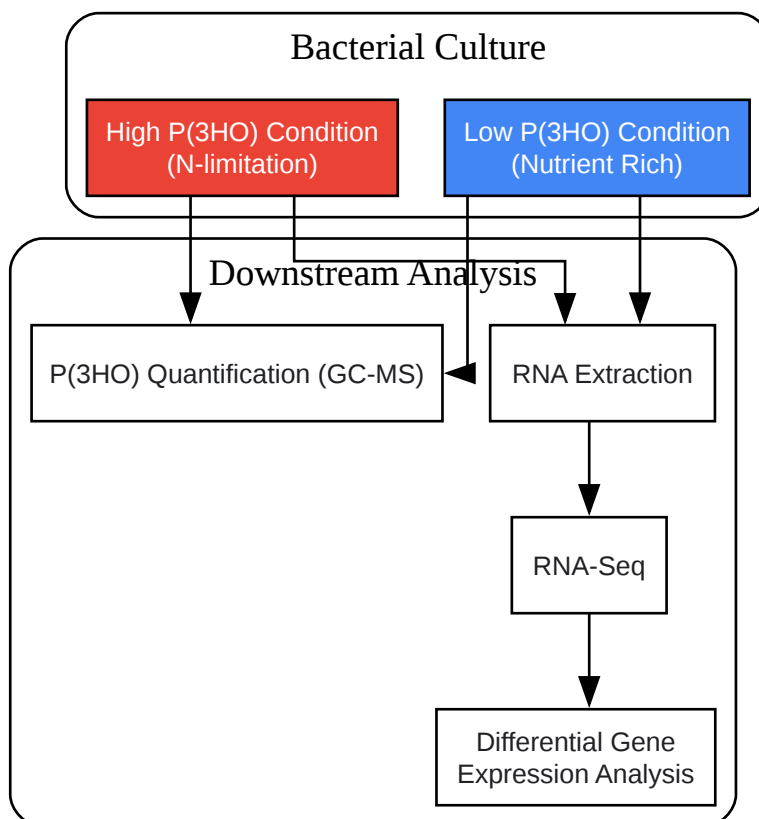 Bacterial Culture
High P(3HO) Condition
(N-limitation)
Low P(3HO) Condition
(Nutrient Rich)
Downstream Analysis
P(3HO) Quantification (GC-MS)
RNA Extraction
RNA-Seq
Differential Gene
Expression Analysis